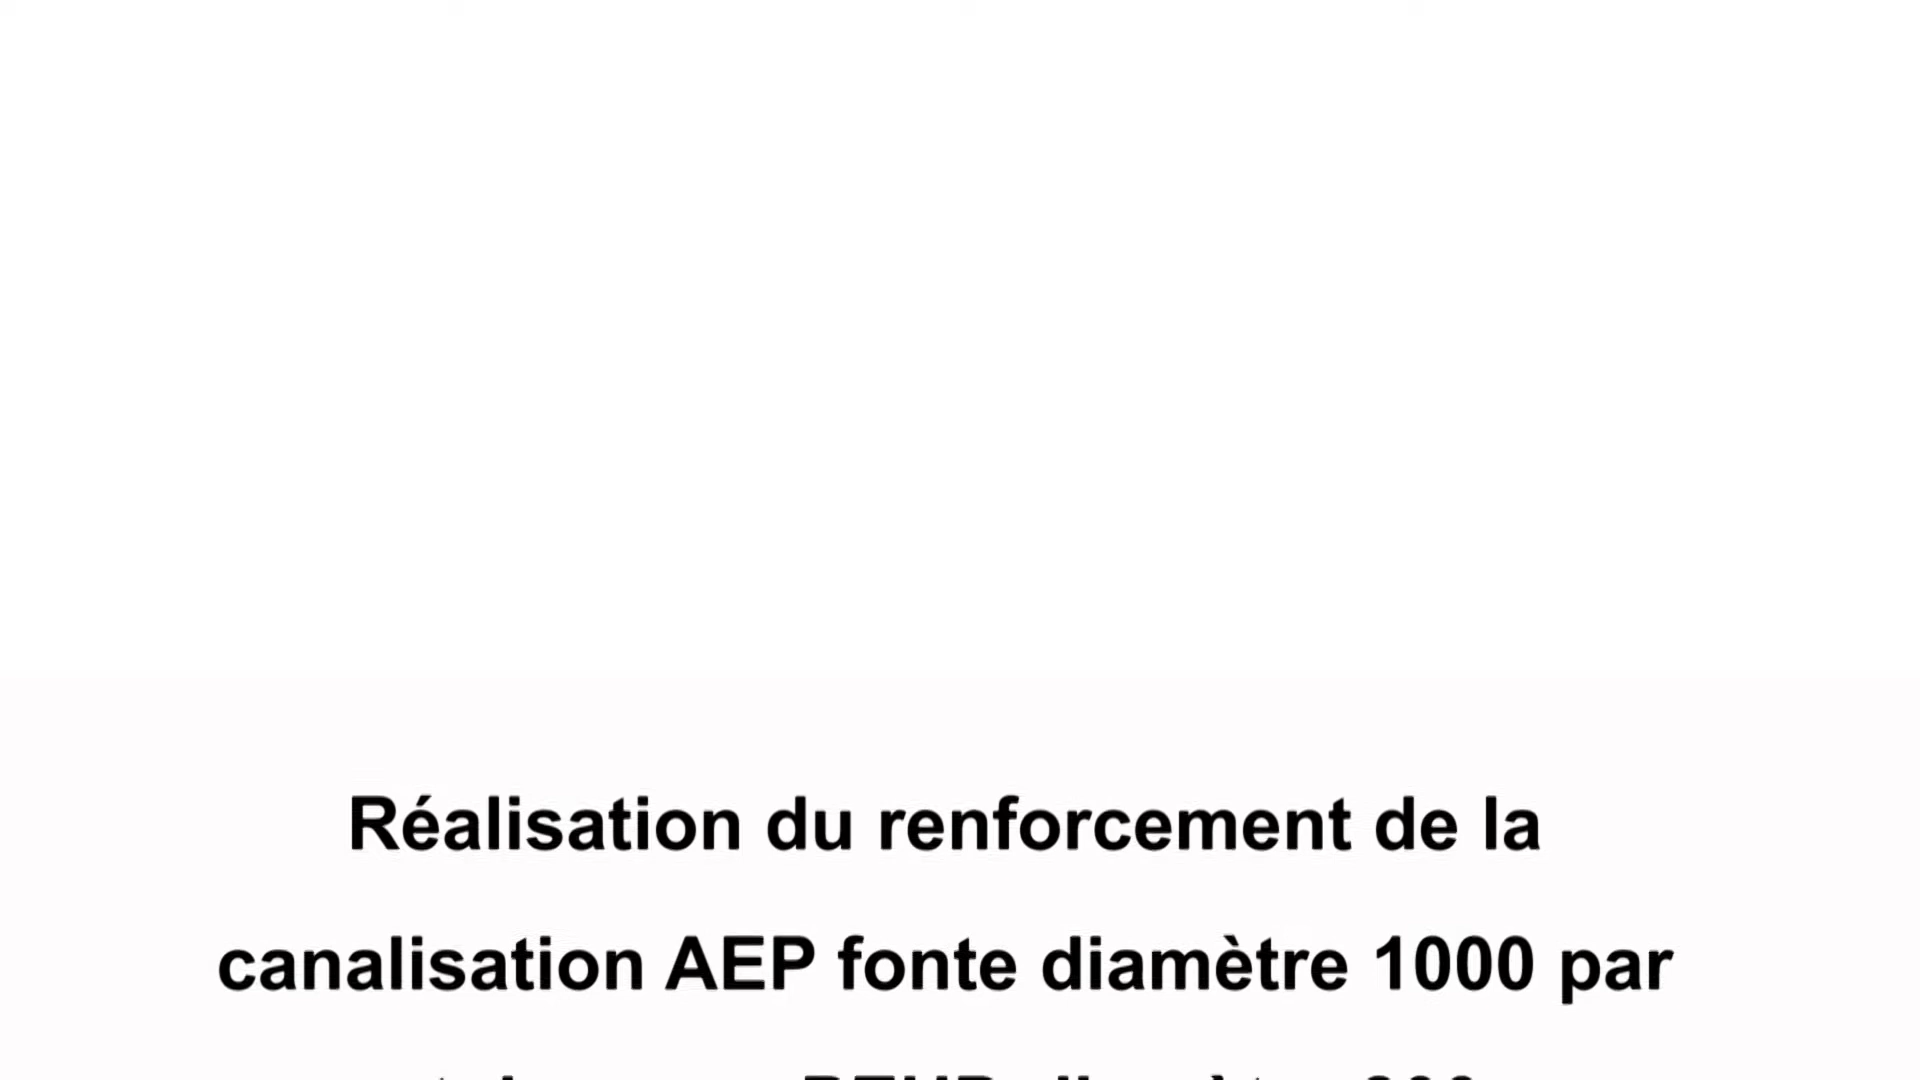 Réalisation du renforcement de la
canalisation AEP fonte diamètre 1000 par